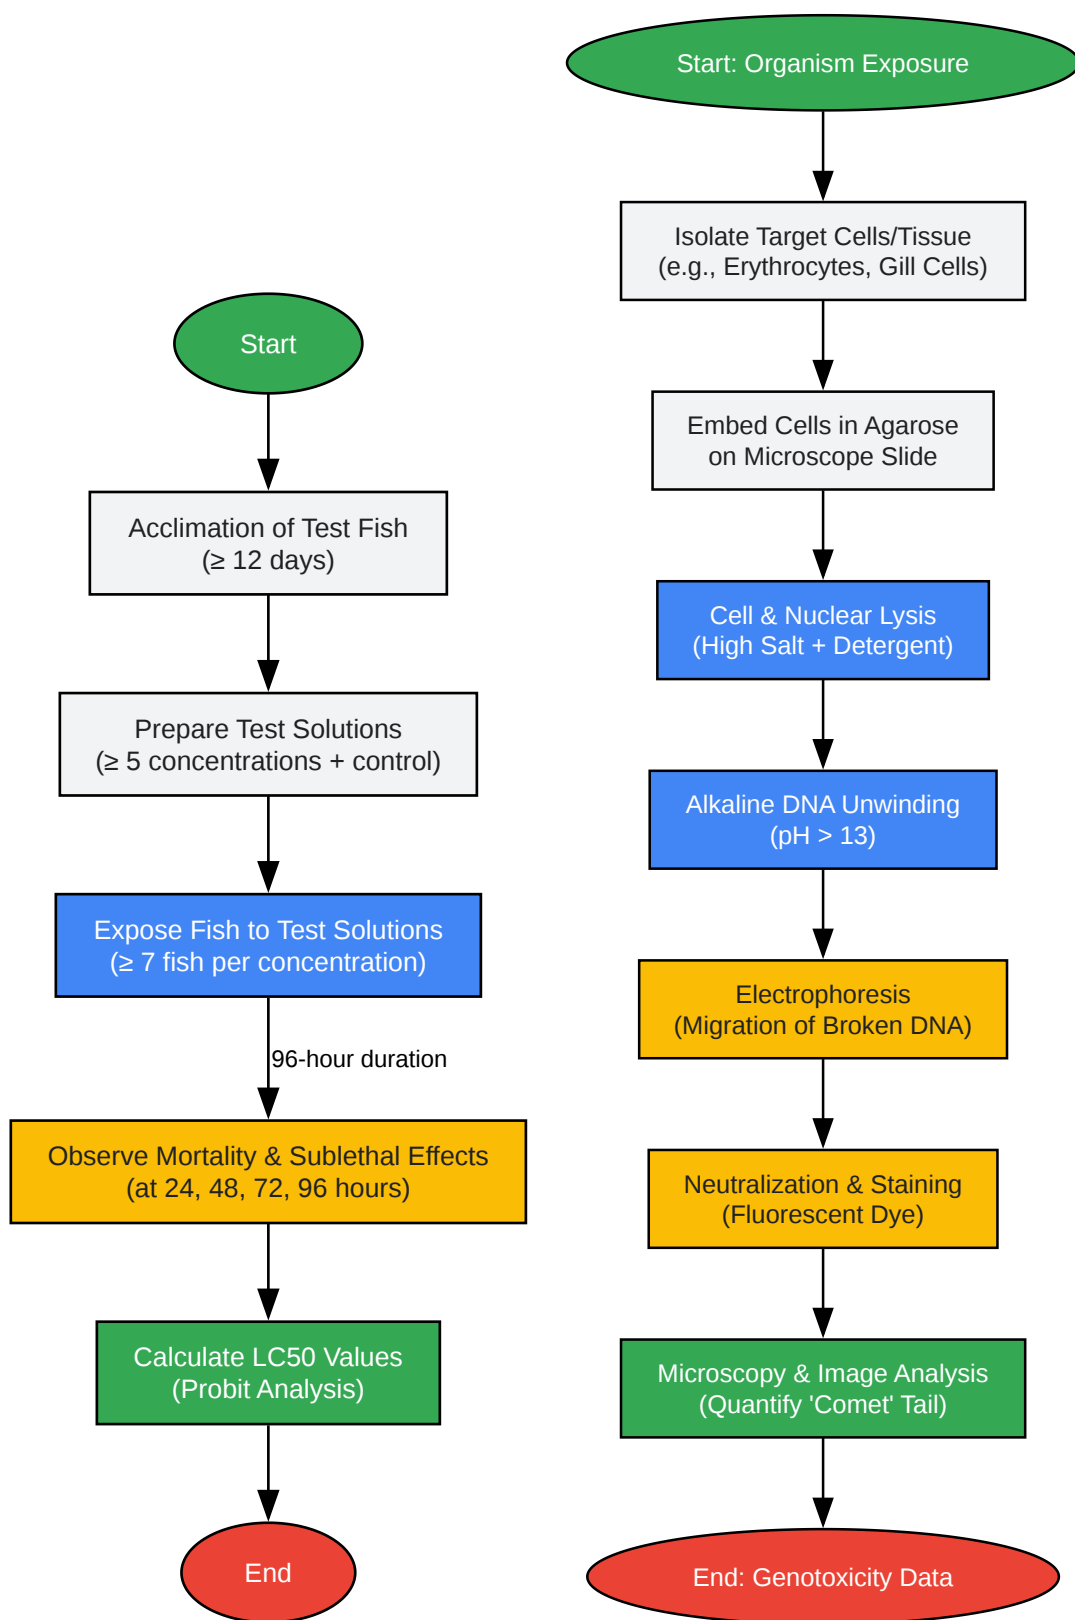 Start
Acclimation of Test Fish
(≥ 12 days)
Prepare Test Solutions
(≥ 5 concentrations + control)
Expose Fish to Test Solutions
(≥ 7 fish per concentration)
96-hour duration
Observe Mortality & Sublethal Effects
(at 24, 48, 72, 96 hours)
Calculate LC50 Values
(Probit Analysis)
End
Start: Organism Exposure
Isolate Target Cells/Tissue
(e.g., Erythrocytes, Gill Cells)
Embed Cells in Agarose
on Microscope Slide
Cell & Nuclear Lysis
(High Salt + Detergent)
Alkaline DNA Unwinding
(pH > 13)
Electrophoresis
(Migration of Broken DNA)
Neutralization & Staining
(Fluorescent Dye)
Microscopy & Image Analysis
(Quantify 'Comet' Tail)
End: Genotoxicity Data